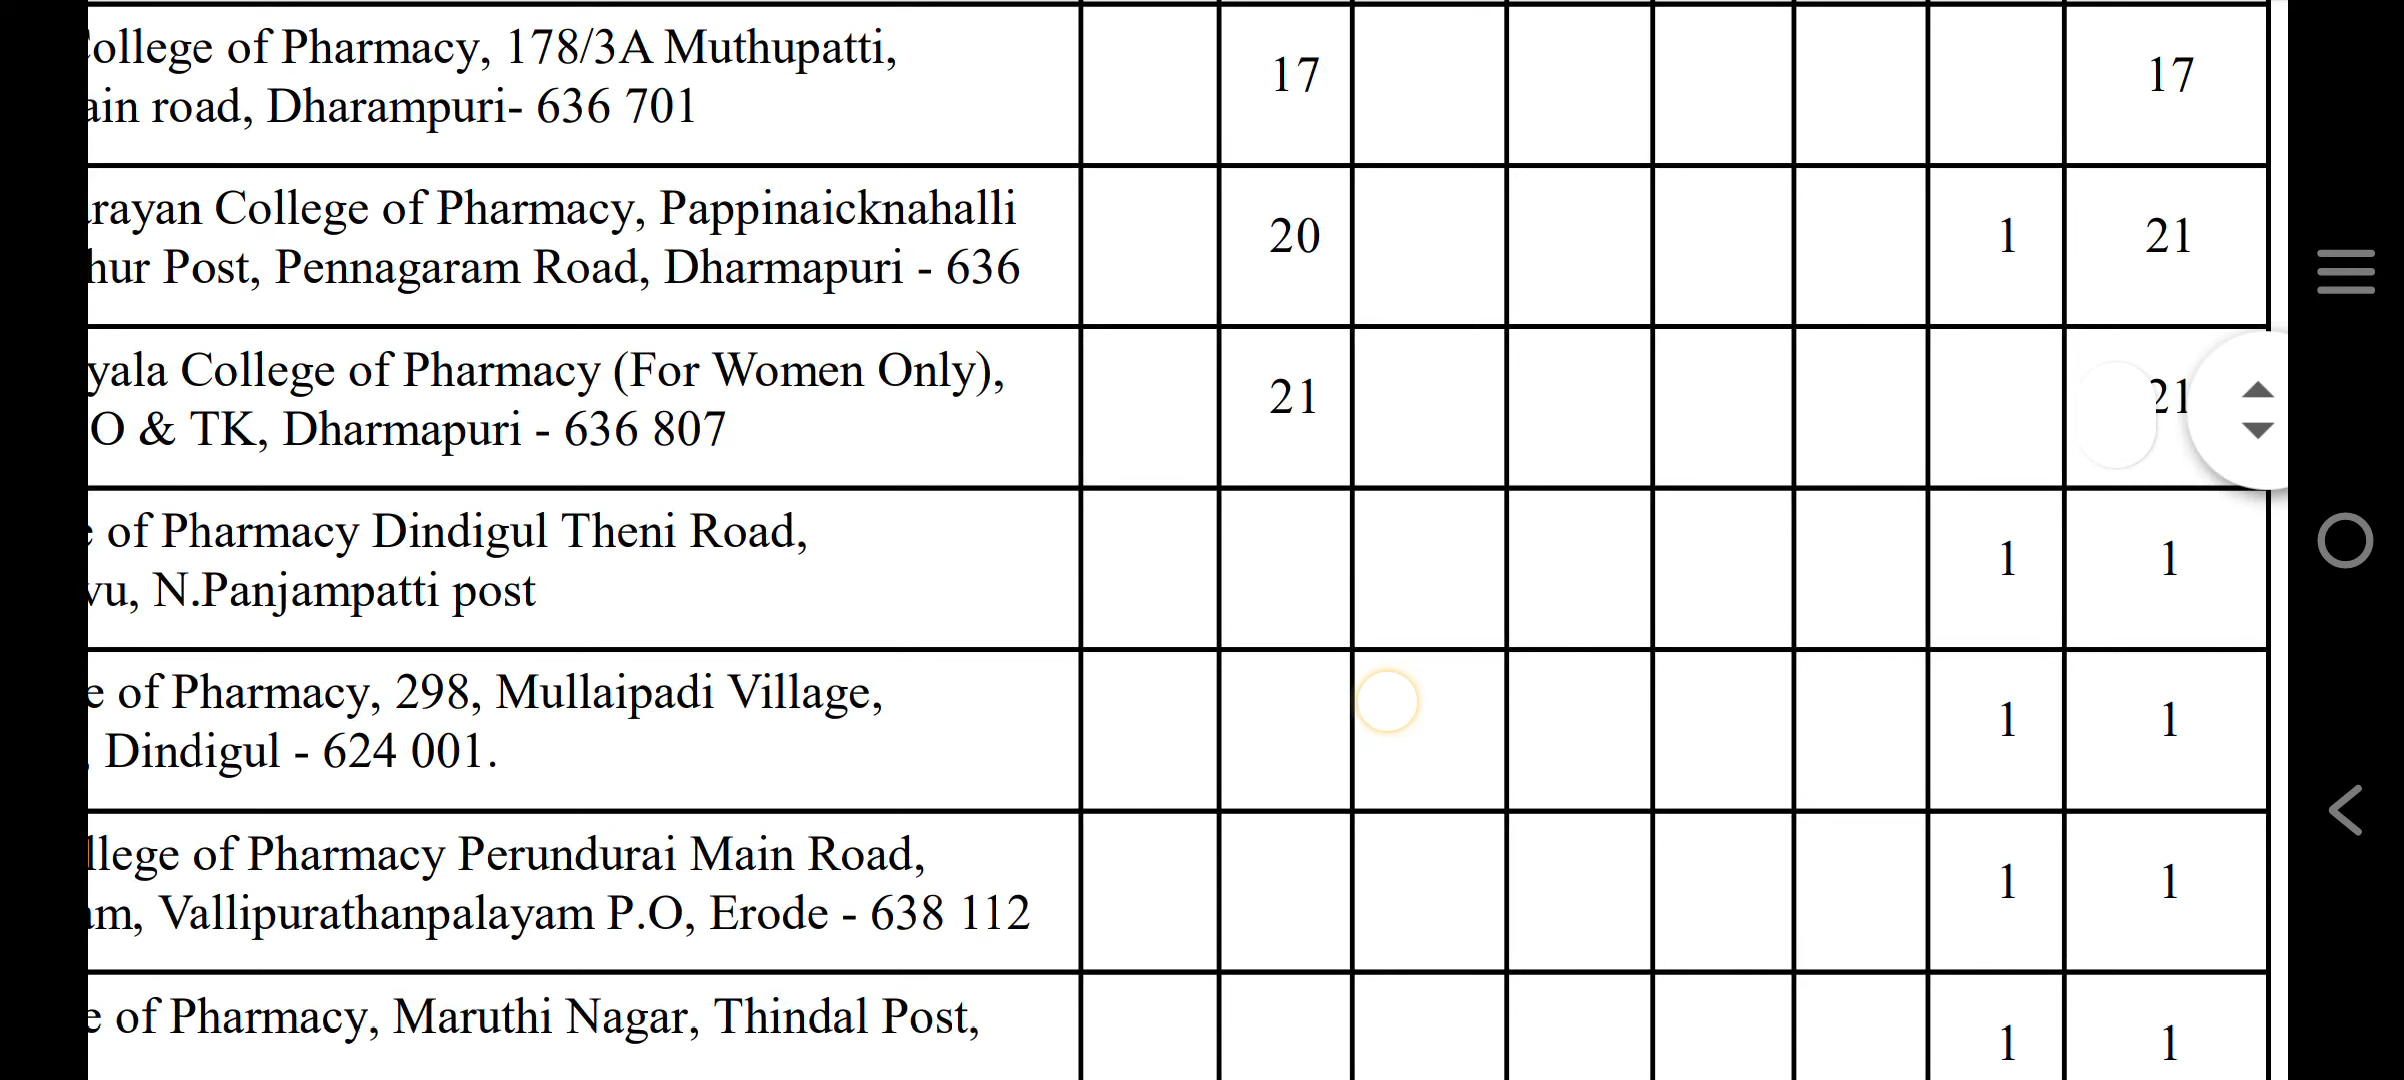 College of Pharmacy, 178/3A Muthupatti,
ain road, Dharampuri- 636 701
17
17
rayan College of Pharmacy, Pappinaicknahalli
hur Post, Pennagaram Road, Dharmapuri - 636
20
1
21
yala College of Pharmacy (For Women Only),
O & TK, Dharmapuri - 636 807
21
21
of Pharmacy Dindigul Theni Road,
vu, N.Panjampatti post
1
1
e of Pharmacy, 298, Mullaipadi Village,
, Dindigul - 624 001.
1
1
llege of Pharmacy Perundurai Main Road,
am, Vallipurathanpalayam P.O, Erode - 638 112
1
1
e of Pharmacy, Maruthi Nagar, Thindal Post,
1
1